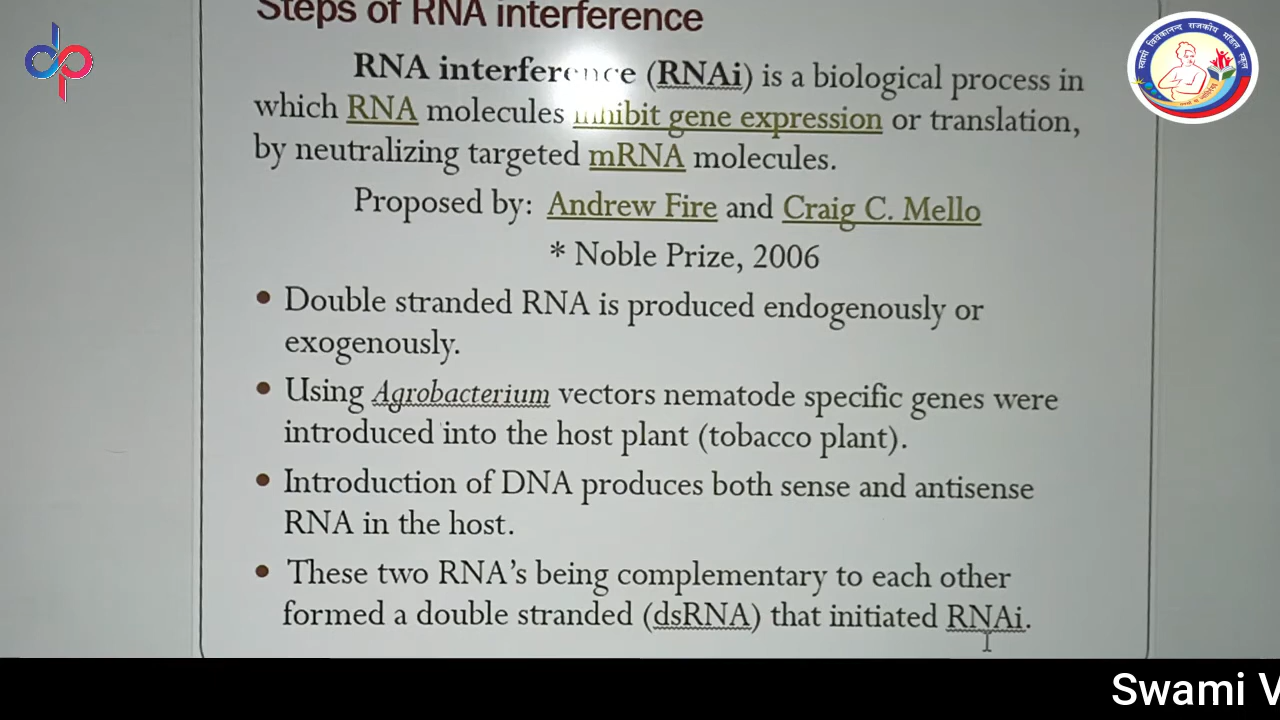 Steps of RNA interference
RNA interference (RNAi) is a biological process in
which RNA molecules inhibit gene expression or translation,
by neutralizing targeted mRNA molecules.
Proposed by: Andrew Fire and Craig C. Mello
* Noble Prize, 2006
• Double stranded RNA is produced endogenously or
exogenously.
• Using Agrobacterium vectors nematode specific genes were
introduced into the host plant (tobacco plant).
• Introduction of DNA produces both sense and antisense
RNA in the host.
• These two RNA's being complementary to each other
formed a double stranded (dsRNA) that initiated RNAi.
dp
स्वामी विवेकानन्द राजकीय मॉडल स्कूल
Swami V